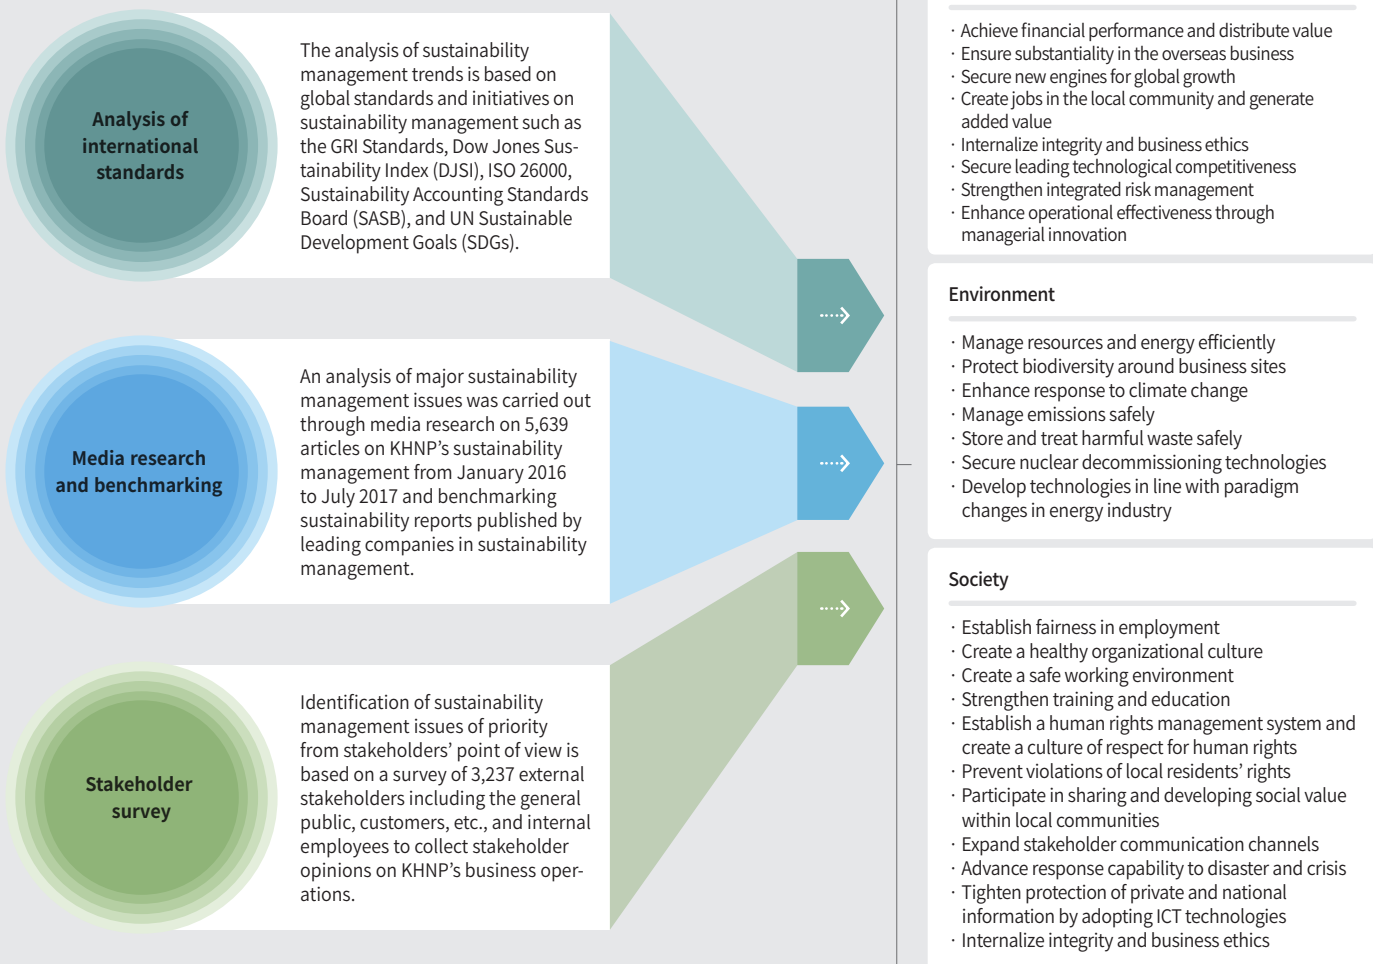 Analysis of
international
standards
The analysis of sustainability
management trends is based on
global standards and initiatives on
sustainability management such as
the GRI Standards, Dow Jones Sus-
tainability Index (DJSI), ISO 26000,
Sustainability Accounting Standards
Board (SASB), and UN Sustainable
Development Goals (SDGs).
Media research
and benchmarking
An analysis of major sustainability
management issues was carried out
through media research on 5,639
articles on KHNP’s sustainability
management from January 2016
to July 2017 and benchmarking
sustainability reports published by
leading companies in sustainability
management.
Stakeholder
survey
Identification of sustainability
management issues of priority
from stakeholders’ point of view is
based on a survey of 3,237 external
stakeholders including the general
public, customers, etc., and internal
employees to collect stakeholder
opinions on KHNP’s business oper-
ations.
· Achieve financial performance and distribute value
· Ensure substantiality in the overseas business
· Secure new engines for global growth
· Create jobs in the local community and generate
added value
· Internalize integrity and business ethics
· Secure leading technological competitiveness
· Strengthen integrated risk management
· Enhance operational effectiveness through
managerial innovation
Environment
· Manage resources and energy efficiently
· Protect biodiversity around business sites
· Enhance response to climate change
· Manage emissions safely
· Store and treat harmful waste safely
· Secure nuclear decommissioning technologies
· Develop technologies in line with paradigm
changes in energy industry
Society
· Establish fairness in employment
· Create a healthy organizational culture
· Create a safe working environment
· Strengthen training and education
· Establish a human rights management system and
create a culture of respect for human rights
· Prevent violations of local residents’ rights
· Participate in sharing and developing social value
within local communities
· Expand stakeholder communication channels
· Advance response capability to disaster and crisis
· Tighten protection of private and national
information by adopting ICT technologies
· Internalize integrity and business ethics